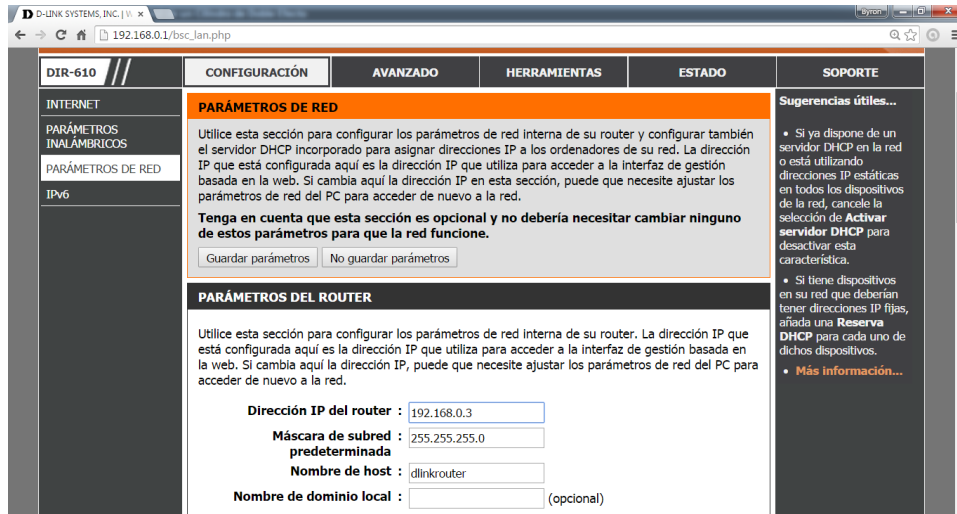 D-LINK SYSTEMS, INC. | W
Byron
192.168.0.1/bsc_lan.php
DIR-610
CONFIGURACIÓN
AVANZADO
HERRAMIENTAS
ESTADO
SOPORTE
INTERNET
PARÁMETROS
INALÁMBRICOS
PARÁMETROS DE RED
IPv6
PARÁMETROS DE RED
Utilice esta sección para configurar los parámetros de red interna de su router y configurar también
el servidor DHCP incorporado para asignar direcciones IP a los ordenadores de su red. La dirección
IP que está configurada aquí es la dirección IP que utiliza para acceder a la interfaz de gestión
basada en la web. Si cambia aquí la dirección IP en esta sección, puede que necesite ajustar los
parámetros de red del PC para acceder de nuevo a la red.
Tenga en cuenta que esta sección es opcional y no debería necesitar cambiar ninguno
de estos parámetros para que la red funcione.
Guardar parámetros
No guardar parámetros
PARÁMETROS DEL ROUTER
Utilice esta sección para configurar los parámetros de red interna de su router. La dirección IP que
está configurada aquí es la dirección IP que utiliza para acceder a la interfaz de gestión basada en
la web. Si cambia aquí la dirección IP, puede que necesite ajustar los parámetros de red del PC para
acceder de nuevo a la red.
Dirección IP del router : 192.168.0.3
Máscara de subred : 255.255.255.0
predeterminada
Nombre de host : dlinkrouter
Nombre de dominio local : (opcional)
Sugerencias útiles...
• Si ya dispone de un
servidor DHCP en la red
o está utilizando
direcciones IP estáticas
en todos los dispositivos
de la red, cancele la
selección de Activar
servidor DHCP para
desactivar esta
característica.
• Si tiene dispositivos
en su red que deberían
tener direcciones IP fijas,
añada una Reserva
DHCP para cada uno de
dichos dispositivos.
• Más información...